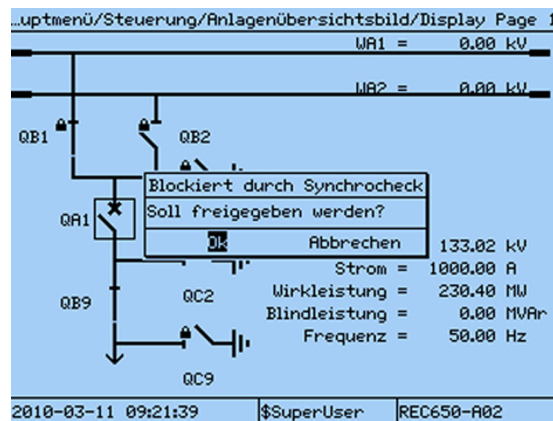 …uptmenü/Steuerung/Anlagenübersichtsbild/Display Page 1
WA1 = 0.00 kV
WA2 = 0.00 kV
QB1
QB2
Blockiert durch Synchrocheck
Soll freigegeben werden?
Ok Abbrechen
QA1
133.02 kV
Strom = 1000.00 A
QB9
QC2
Wirkleistung = 230.40 MW
Blindleistung = 0.00 MVAr
Frequenz = 50.00 Hz
QC9
2010-03-11 09:21:39 $SuperUser REC650-A02